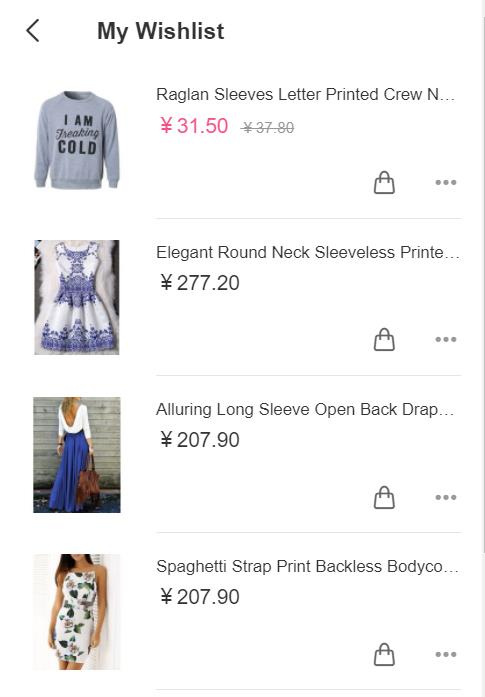 My Wishlist
Raglan Sleeves Letter Printed Crew N...
I AM
freaking
COLD
¥31.50 ¥37.80
Elegant Round Neck Sleeveless Printe...
¥277.20
Alluring Long Sleeve Open Back Drap...
¥207.90
Spaghetti Strap Print Backless Bodyco...
¥207.90